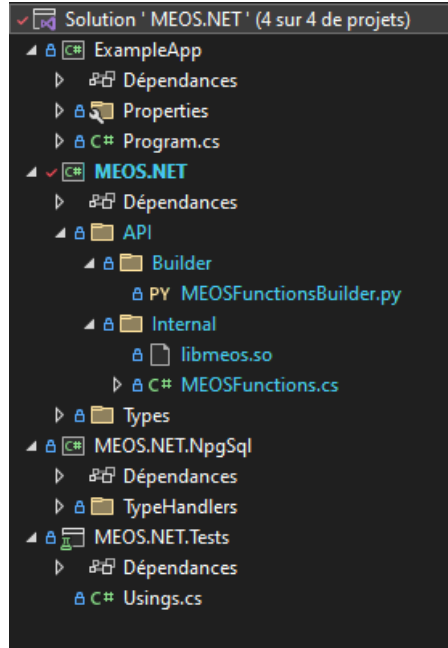 Solution ' MEOS.NET ' (4 sur 4 de projets)
C# ExampleApp
Dépendances
Properties
C# Program.cs
C# MEOS.NET
Dépendances
API
Builder
PY MEOSFunctionsBuilder.py
Internal
libmeos.so
C# MEOSFunctions.cs
Types
C# MEOS.NET.NpgSql
Dépendances
TypeHandlers
MEOS.NET.Tests
Dépendances
C# Usings.cs